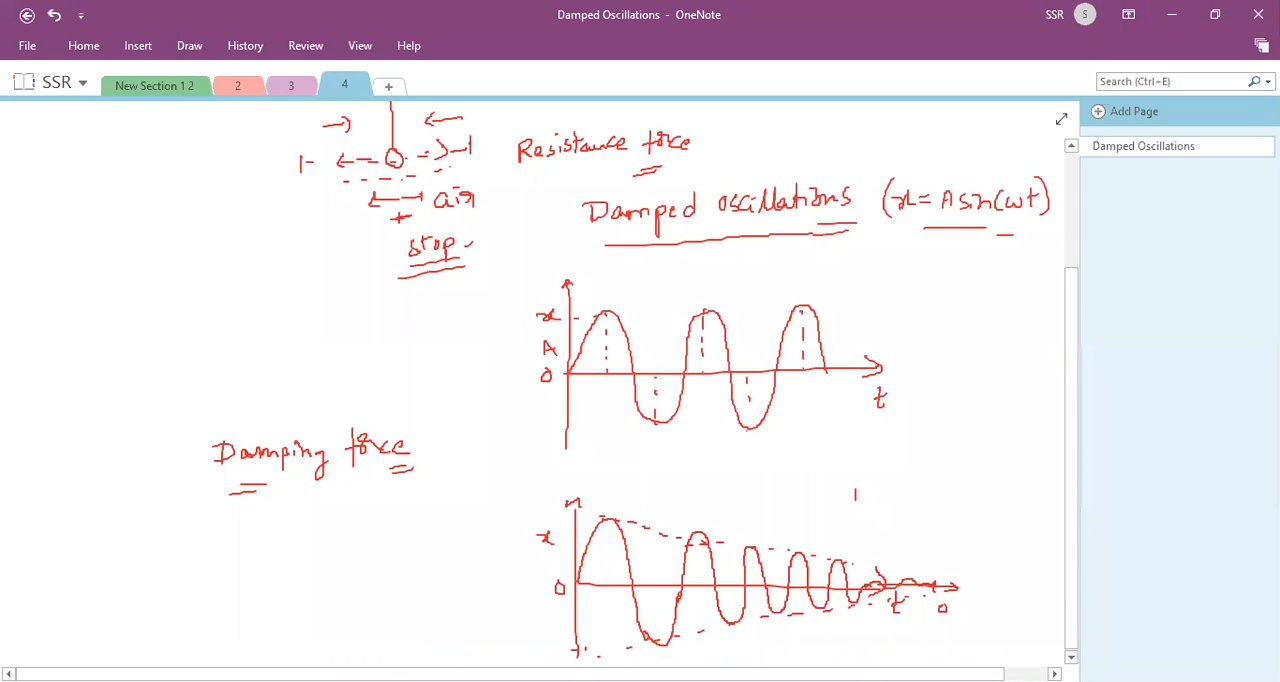 Damped Oscillations - OneNote
SSR S
File Home Insert Draw History Review View Help
SSR New Section 1 2 2 3 4 +
Search (Ctrl+E)
Add Page
Damped Oscillations
Resistance force
air
stop
Damped oscillations (x = A sin(ωt)
x
A
0
t
Damping force
x
0
t 0